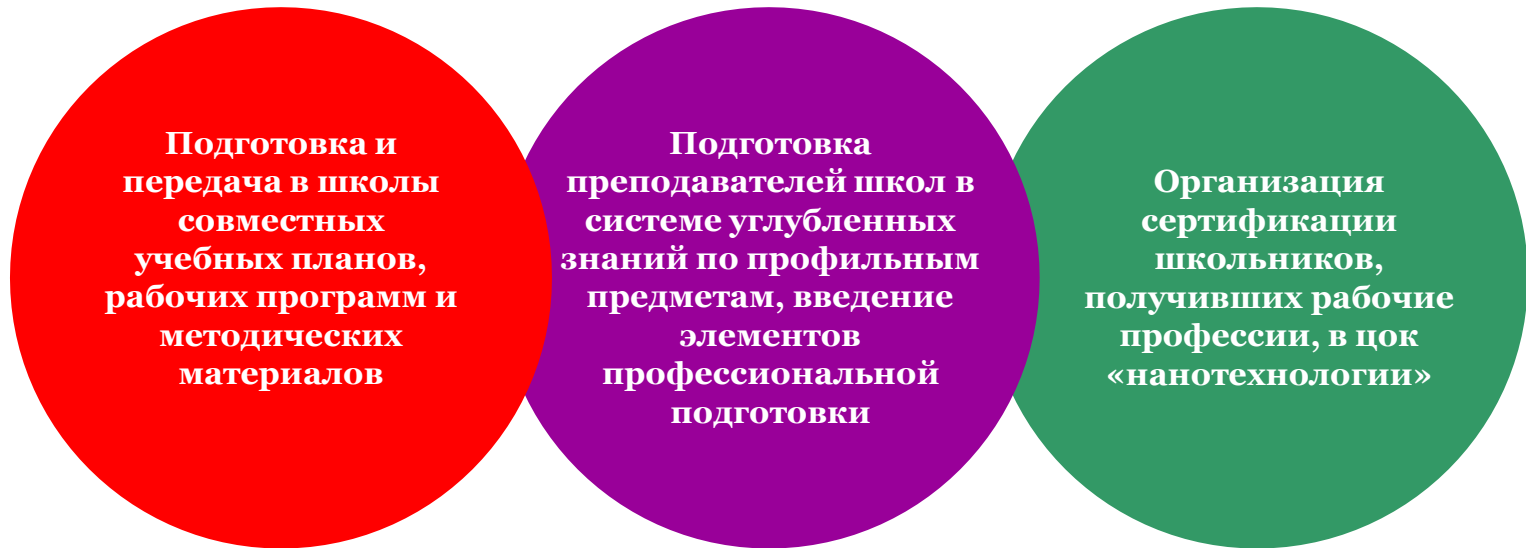 Подготовка и
передача в школы
совместных
учебных планов,
рабочих программ и
методических
материалов
Подготовка
преподавателей школ в
системе углубленных
знаний по профильным
предметам, введение
элементов
профессиональной
подготовки
Организация
сертификации
школьников,
получивших рабочие
профессии, в цок
«нанотехнологии»